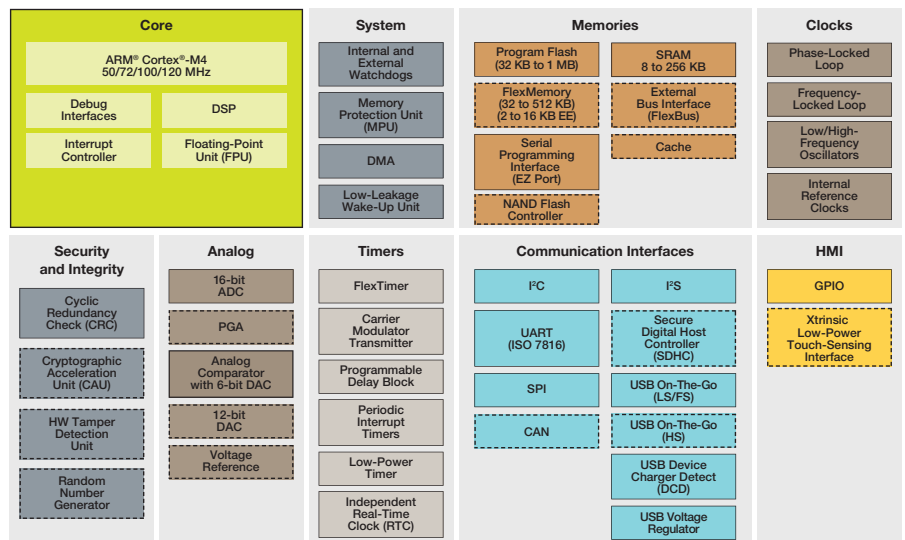 Core
ARM® Cortex®-M4
50/72/100/120 MHz
Debug
Interfaces
DSP
Interrupt
Controller
Floating-Point
Unit (FPU)
System
Internal and
External
Watchdogs
Memory
Protection Unit
(MPU)
DMA
Low-Leakage
Wake-Up Unit
Memories
Program Flash
(32 KB to 1 MB)
SRAM
8 to 256 KB
FlexMemory
(32 to 512 KB)
(2 to 16 KB EE)
External
Bus Interface
(FlexBus)
Serial
Programming
Interface
(EZ Port)
Cache
NAND Flash
Controller
Clocks
Phase-Locked
Loop
Frequency-
Locked Loop
Low/High-
Frequency
Oscillators
Internal
Reference
Clocks
Security
and Integrity
Cyclic
Redundancy
Check (CRC)
Cryptographic
Acceleration
Unit (CAU)
HW Tamper
Detection
Unit
Random
Number
Generator
Analog
16-bit
ADC
PGA
Analog
Comparator
with 6-bit DAC
12-bit
DAC
Voltage
Reference
Timers
FlexTimer
Carrier
Modulator
Transmitter
Programmable
Delay Block
Periodic
Interrupt
Timers
Low-Power
Timer
Independent
Real-Time
Clock (RTC)
Communication Interfaces
I²C
I²S
UART
(ISO 7816)
Secure
Digital Host
Controller
(SDHC)
SPI
USB On-The-Go
(LS/FS)
CAN
USB On-The-Go
(HS)
USB Device
Charger Detect
(DCD)
USB Voltage
Regulator
HMI
GPIO
Xtrinsic
Low-Power
Touch-Sensing
Interface